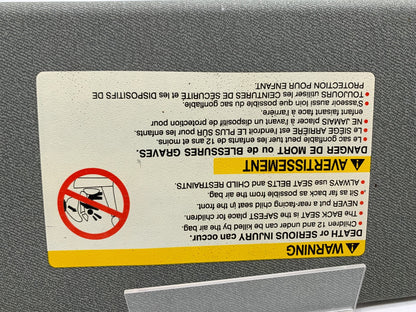 ⚠ WARNING
DEATH or SERIOUS INJURY can occur.
• Children 12 and under can be killed by the air bag.
• The BACK SEAT is the SAFEST place for children.
• NEVER put a rear-facing child seat in the front.
• Sit as far back as possible from the air bag.
• ALWAYS use SEAT BELTS and CHILD RESTRAINTS.
⚠ AVERTISSEMENT
DANGER DE MORT ou de BLESSURES GRAVES.
• Le sac gonflable peut tuer les enfants de 12 ans et moins.
• Le SIÈGE ARRIÈRE est l'endroit LE PLUS SÛR pour les enfants.
• NE JAMAIS placer à l'avant un dispositif de protection pour
enfant faisant face à l'arrière.
• S'asseoir aussi loin que possible du sac gonflable.
• TOUJOURS utiliser les CEINTURES DE SÉCURITÉ et les DISPOSITIFS DE
PROTECTION POUR ENFANT.